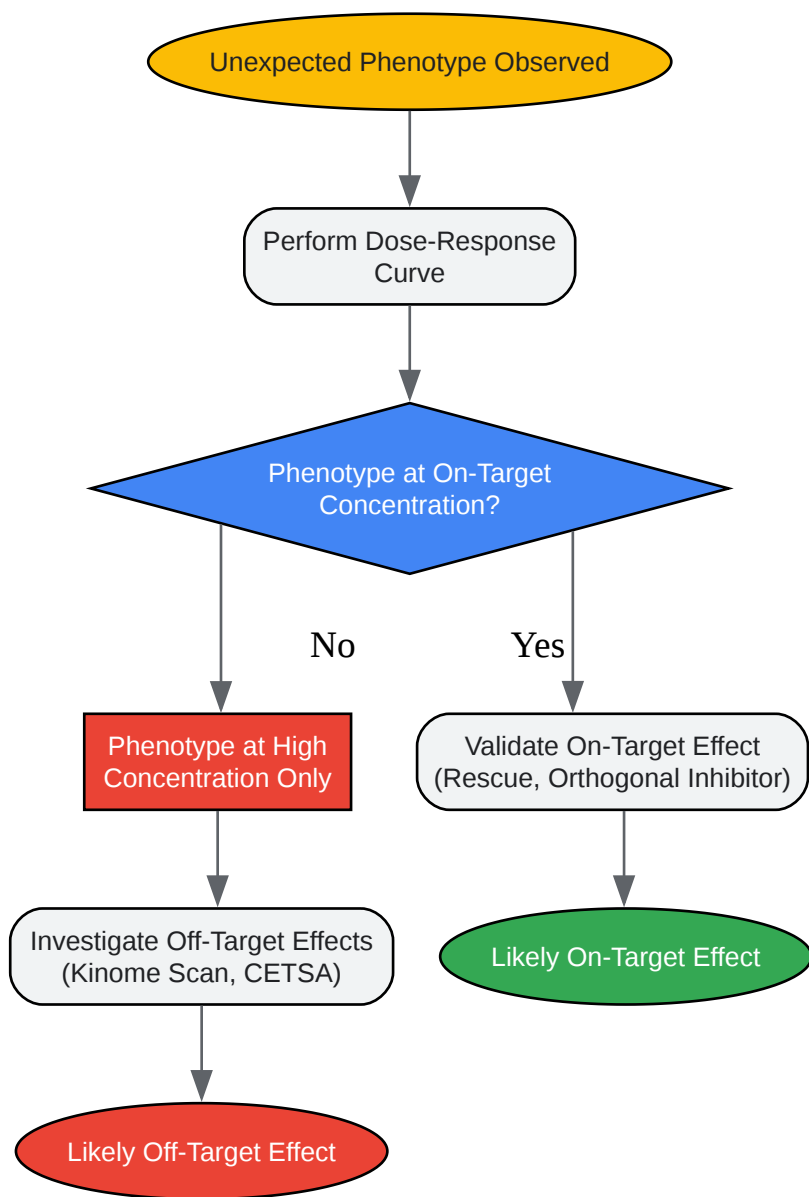 Unexpected Phenotype Observed
Perform Dose-Response
Curve
Phenotype at On-Target
Concentration?
No
Yes
Phenotype at High
Concentration Only
Validate On-Target Effect
(Rescue, Orthogonal Inhibitor)
Investigate Off-Target Effects
(Kinome Scan, CETSA)
Likely On-Target Effect
Likely Off-Target Effect